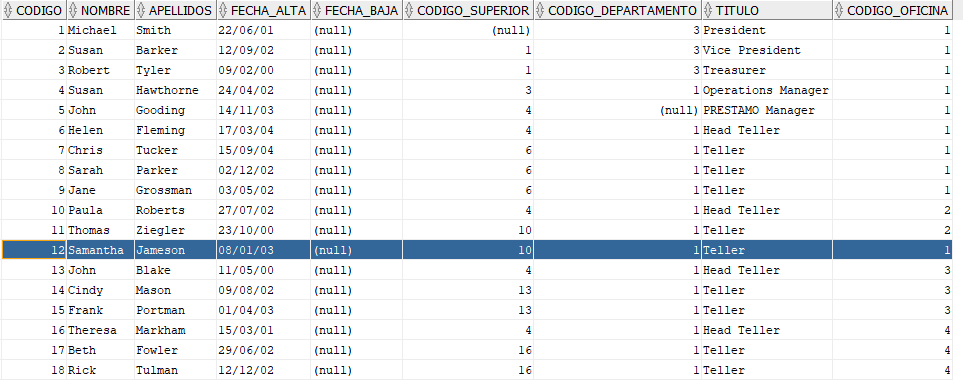 CODIGO NOMBRE APELLIDOS FECHA_ALTA FECHA_BAJA CODIGO_SUPERIOR CODIGO_DEPARTAMENTO TITULO CODIGO_OFICINA
1 Michael Smith 22/06/01 (null) (null) 3 President 1
2 Susan Barker 12/09/02 (null) 1 3 Vice President 1
3 Robert Tyler 09/02/00 (null) 1 3 Treasurer 1
4 Susan Hawthorne 24/04/02 (null) 3 1 Operations Manager 1
5 John Gooding 14/11/03 (null) 4 (null) PRESTAMO Manager 1
6 Helen Fleming 17/03/04 (null) 4 1 Head Teller 1
7 Chris Tucker 15/09/04 (null) 6 1 Teller 1
8 Sarah Parker 02/12/02 (null) 6 1 Teller 1
9 Jane Grossman 03/05/02 (null) 6 1 Teller 1
10 Paula Roberts 27/07/02 (null) 4 1 Head Teller 2
11 Thomas Ziegler 23/10/00 (null) 10 1 Teller 2
12 Samantha Jameson 08/01/03 (null) 10 1 Teller 1
13 John Blake 11/05/00 (null) 4 1 Head Teller 3
14 Cindy Mason 09/08/02 (null) 13 1 Teller 3
15 Frank Portman 01/04/03 (null) 13 1 Teller 3
16 Theresa Markham 15/03/01 (null) 4 1 Head Teller 4
17 Beth Fowler 29/06/02 (null) 16 1 Teller 4
18 Rick Tulman 12/12/02 (null) 16 1 Teller 4